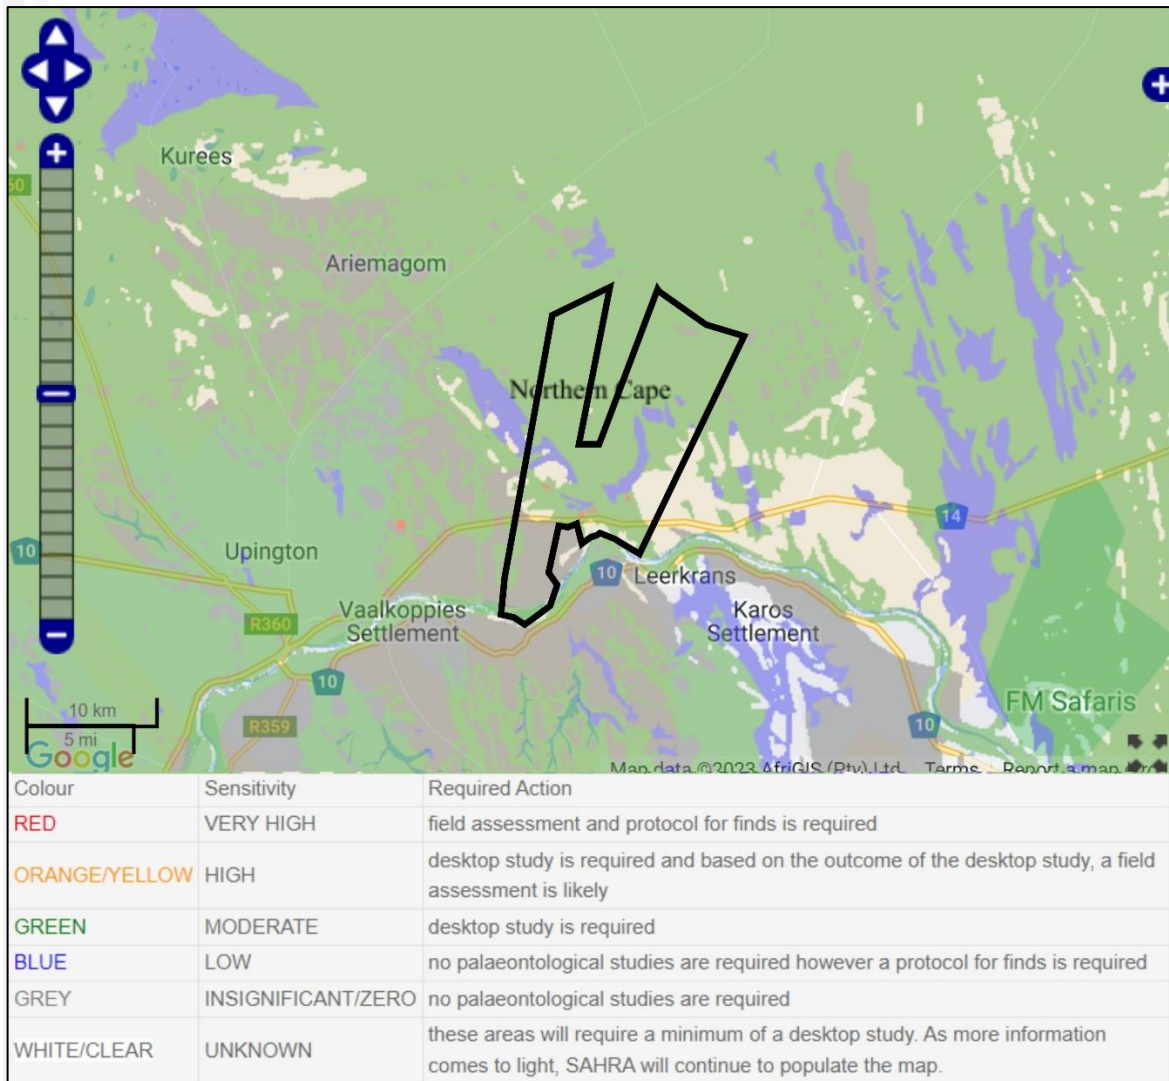 Kurees
60
Ariemagom
Northern Cape
14
10
Upington
10
Leerkrans
Vaalkoppies
Settlement
Karos
Settlement
R360
10
10 km
5 mi
R359
10
FM Safaris
Google
Map data ©2023 AfriGIS (Pty) Ltd
Terms
Report a map error
Colour Sensitivity Required Action
RED VERY HIGH field assessment and protocol for finds is required
ORANGE/YELLOW HIGH desktop study is required and based on the outcome of the desktop study, a field
assessment is likely
GREEN MODERATE desktop study is required
BLUE LOW no palaeontological studies are required however a protocol for finds is required
GREY INSIGNIFICANT/ZERO no palaeontological studies are required
WHITE/CLEAR UNKNOWN these areas will require a minimum of a desktop study. As more information
comes to light, SAHRA will continue to populate the map.